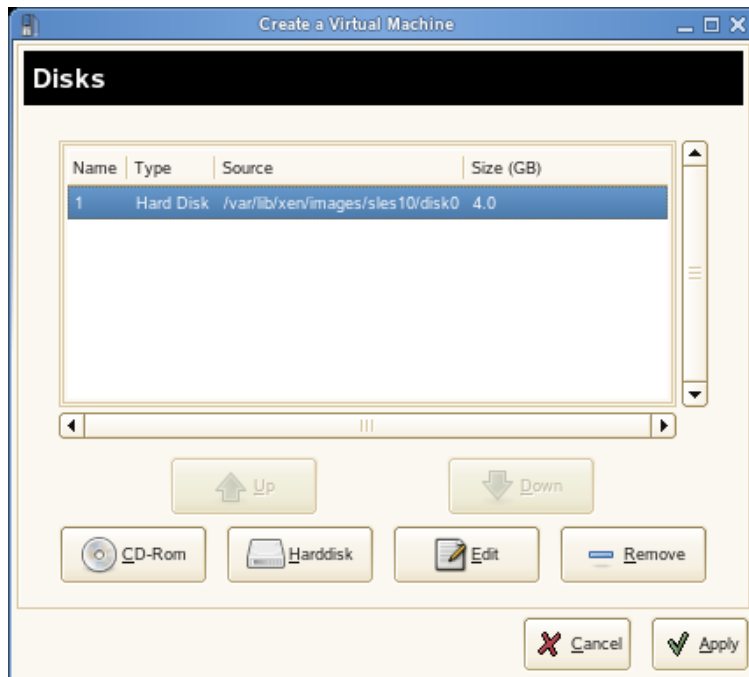 Create a Virtual Machine
Disks
Name Type Source Size (GB)
1 Hard Disk /var/lib/xen/images/sles10/disk0 4.0
Up Down
CD-Rom Harddisk Edit Remove
Cancel Apply